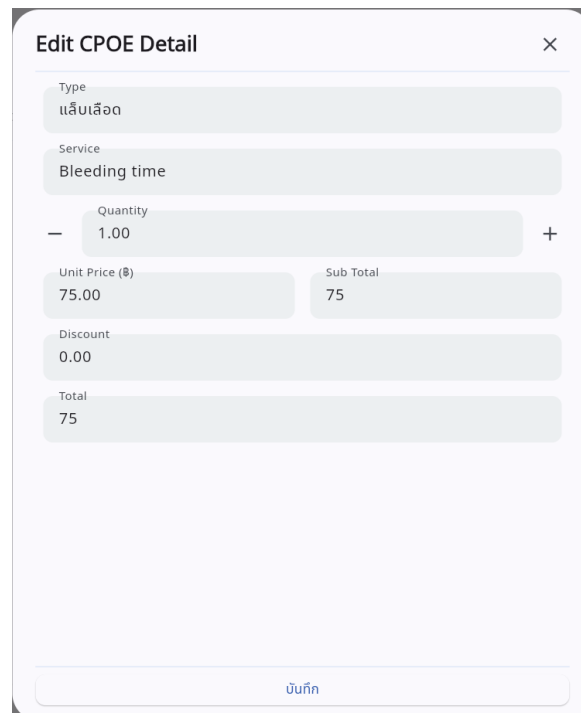 Edit CPOE Detail
Type
แล็บเลือด
Service
Bleeding time
Quantity
1.00
Unit Price (฿) Sub Total
75.00 75
Discount
0.00
Total
75
บันทึก